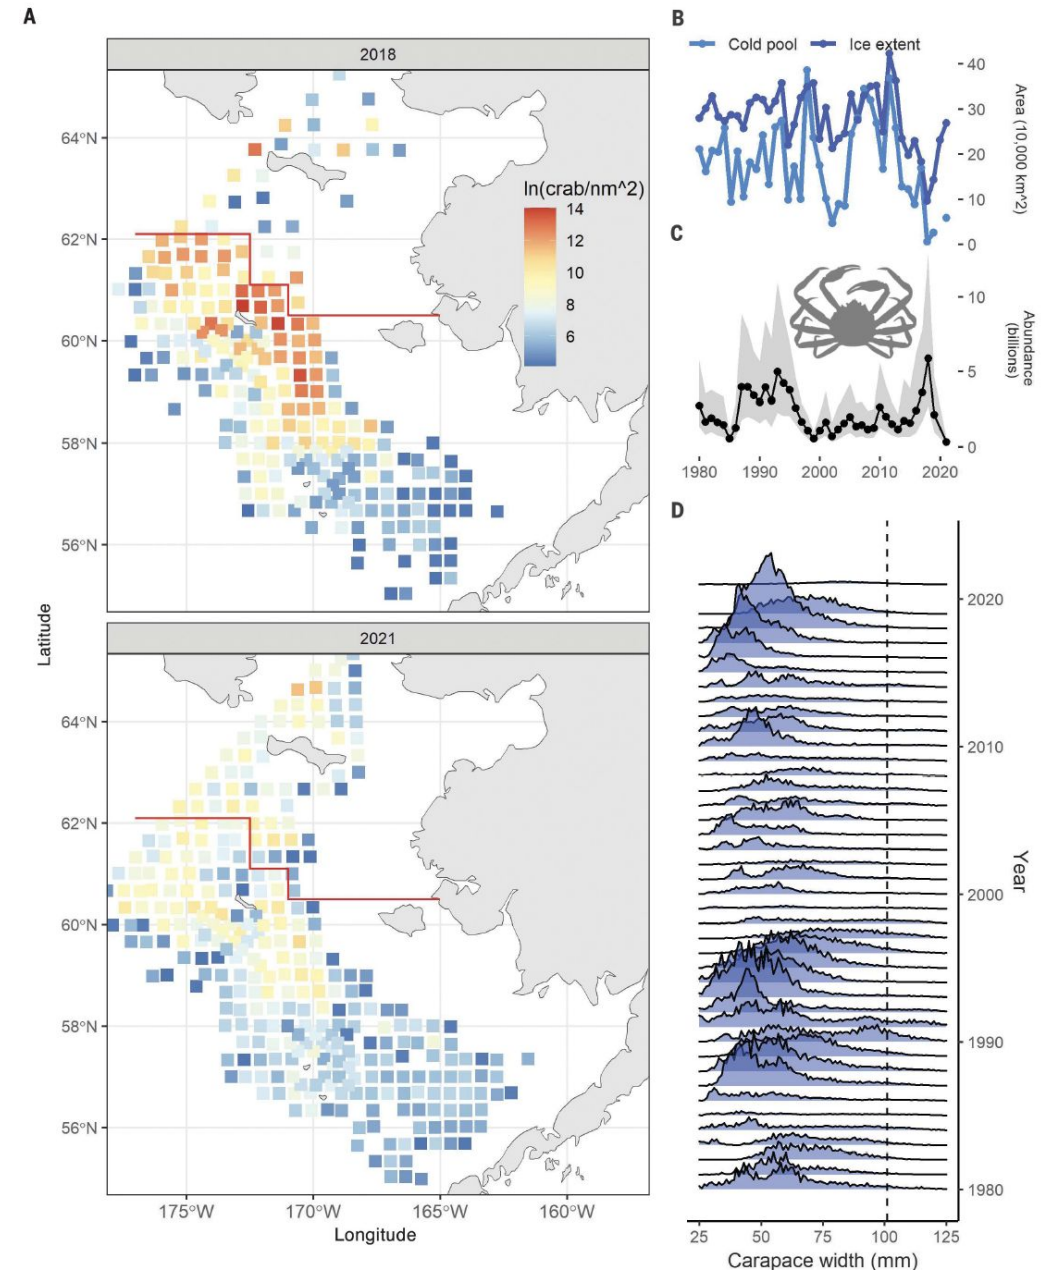 A
2018
64°N
62°N
60°N
58°N
56°N
ln(crab/nm^2)
14
12
10
8
6
Latitude
2021
64°N
62°N
60°N
58°N
56°N
175°W
170°W
165°W
160°W
Longitude
B
Cold pool
Ice extent
40
30
20
10
0
Area (10,000 km^2)
C
10
5
0
Abundance
(billions)
1980
1990
2000
2010
2020
D
2020
2010
2000
1990
1980
Year
25
50
75
100
125
Carapace width (mm)